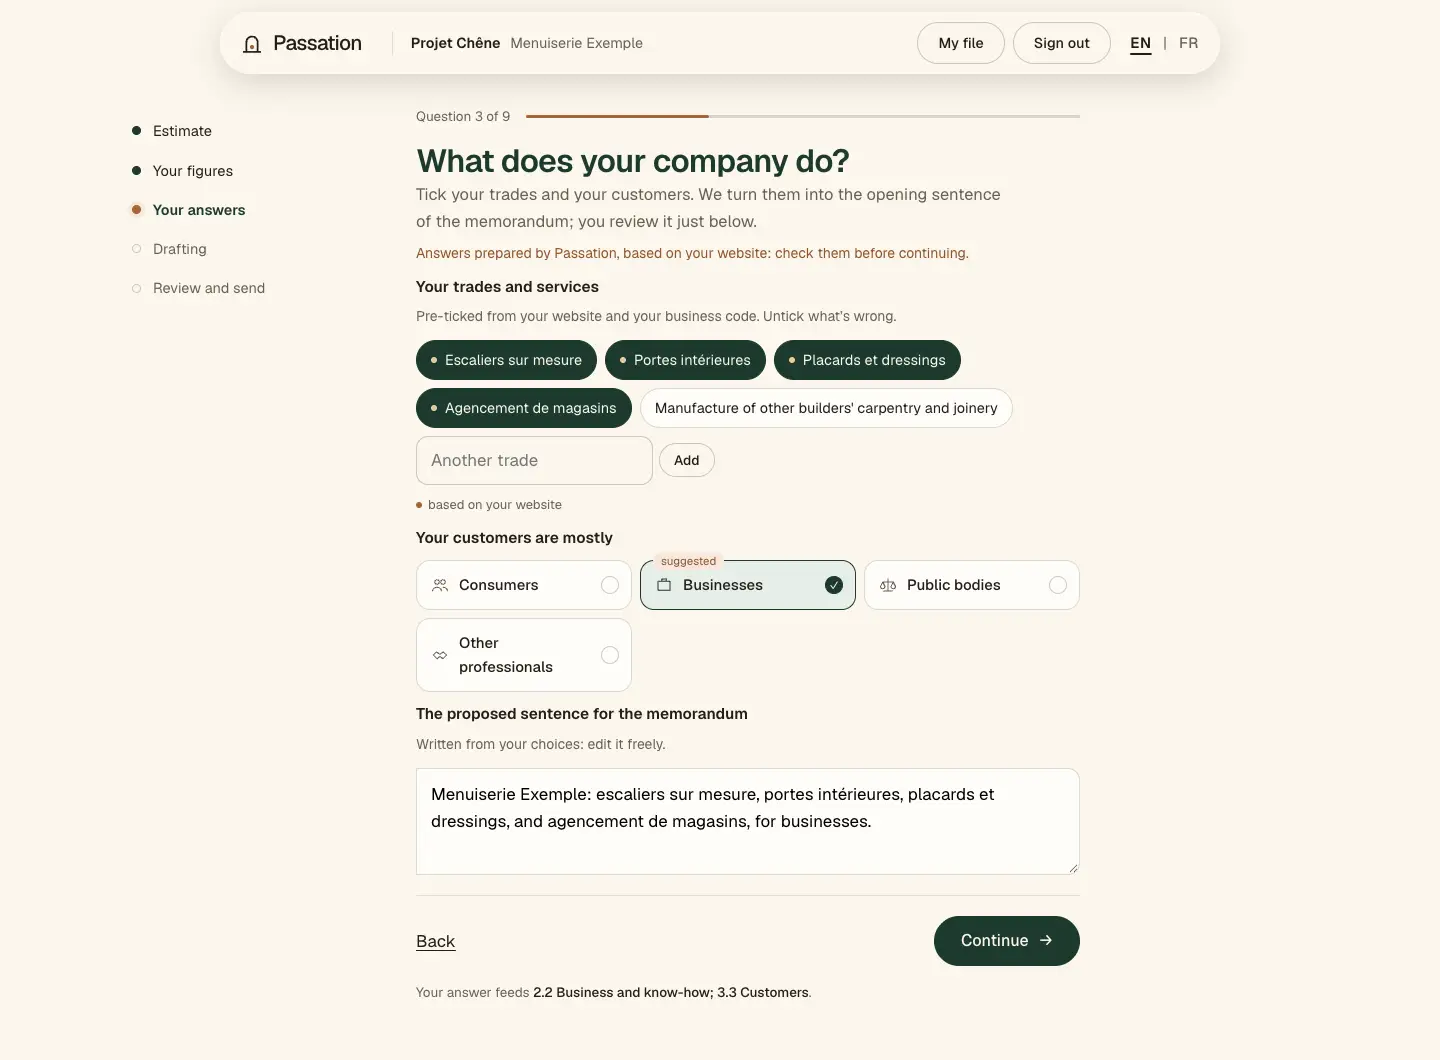 Passation
Projet Chêne Menuiserie Exemple
My file
Sign out
EN | FR
Estimate
Your figures
Your answers
Drafting
Review and send
Question 3 of 9
What does your company do?
Tick your trades and your customers. We turn them into the opening sentence
of the memorandum; you review it just below.
Answers prepared by Passation, based on your website: check them before continuing.
Your trades and services
Pre-ticked from your website and your business code. Untick what's wrong.
Escaliers sur mesure
Portes intérieures
Placards et dressings
Agencement de magasins
Manufacture of other builders' carpentry and joinery
Another trade
Add
based on your website
Your customers are mostly
Consumers
suggested
Businesses
Public bodies
Other
professionals
The proposed sentence for the memorandum
Written from your choices: edit it freely.
Menuiserie Exemple: escaliers sur mesure, portes intérieures, placards et
dressings, and agencement de magasins, for businesses.
Back
Continue →
Your answer feeds 2.2 Business and know-how; 3.3 Customers.